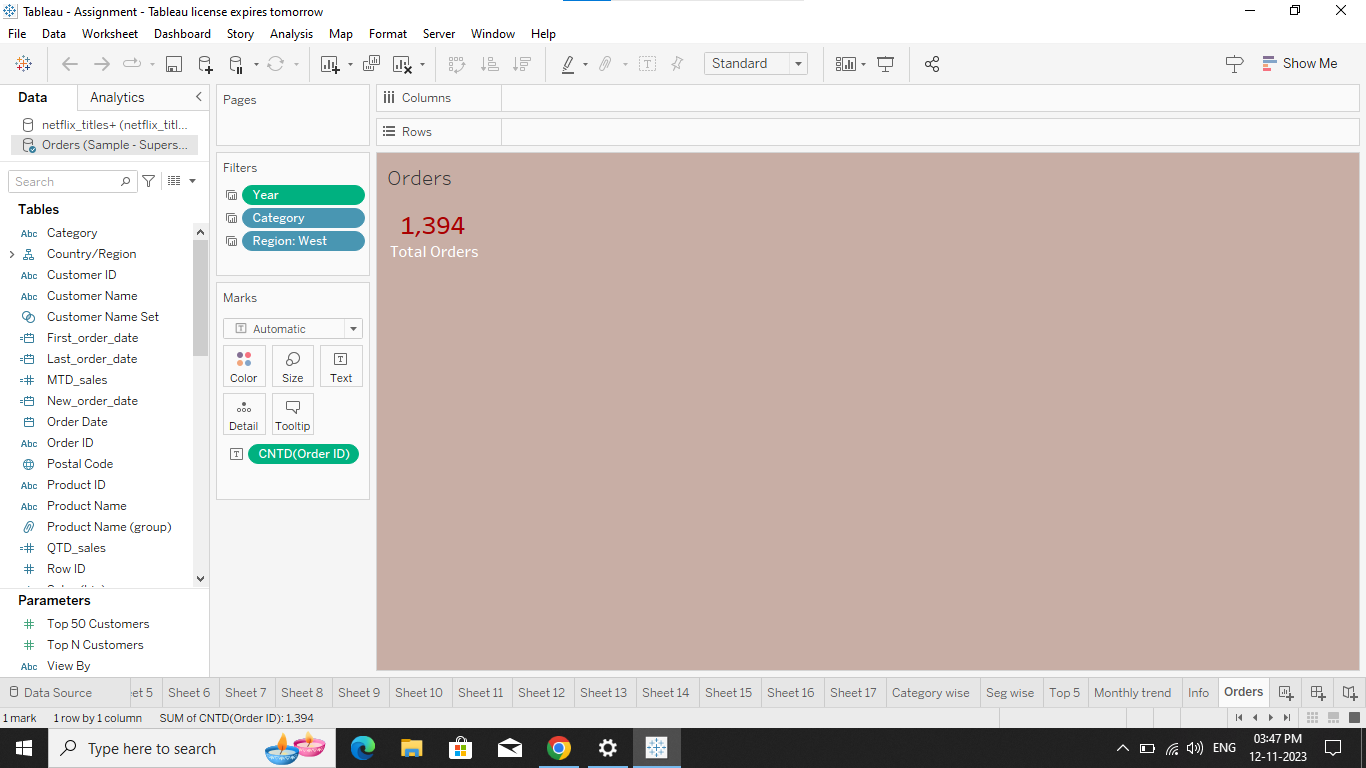 Tableau - Assignment - Tableau license expires tomorrow
File Data Worksheet Dashboard Story Analysis Map Format Server Window Help
Standard
Show Me
Data Analytics
netflix_titles+ (netflix_titl...
Orders (Sample - Supers...
Search
Tables
Abc Category
Country/Region
Abc Customer ID
Abc Customer Name
Customer Name Set
First_order_date
Last_order_date
MTD_sales
New_order_date
Order Date
Abc Order ID
Postal Code
Abc Product ID
Abc Product Name
Product Name (group)
QTD_sales
Row ID
Parameters
Top 50 Customers
Top N Customers
Abc View By
Pages
Filters
Year
Category
Region: West
Marks
Automatic
Color Size Text
Detail Tooltip
CNTD(Order ID)
Columns
Rows
Orders
1,394
Total Orders
Data Source et 5 Sheet 6 Sheet 7 Sheet 8 Sheet 9 Sheet 10 Sheet 11 Sheet 12 Sheet 13 Sheet 14 Sheet 15 Sheet 16 Sheet 17 Category wise Seg wise Top 5 Monthly trend Info Orders
1 mark 1 row by 1 column SUM of CNTD(Order ID): 1,394
Type here to search
ENG
03:47 PM
12-11-2023